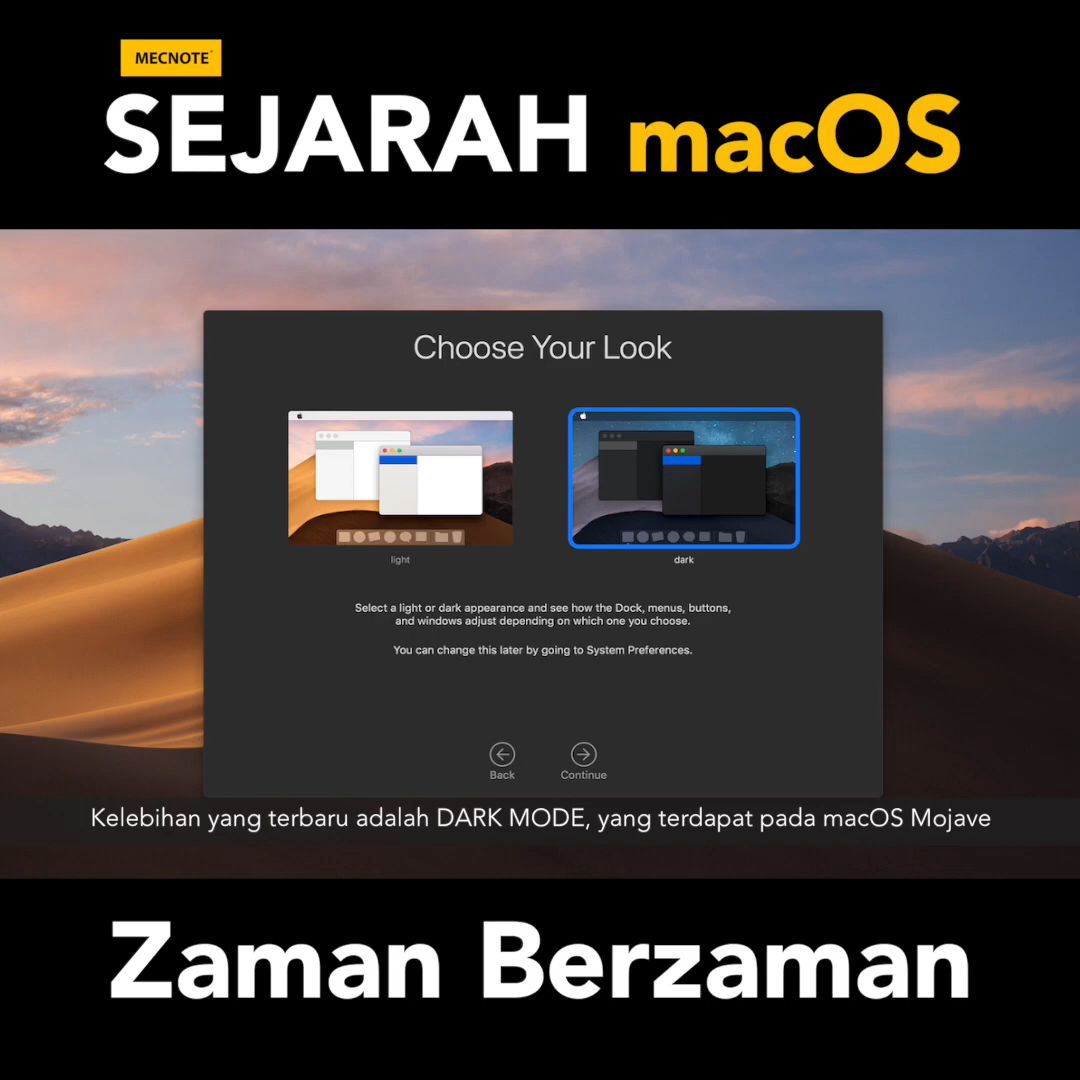 MECNOTE
SEJARAH macOS
Choose Your Look
light
dark
Select a light or dark appearance and see how the Dock, menus, buttons,
and windows adjust depending on which one you choose.
You can change this later by going to System Preferences.
Back
Continue
Kelebihan yang terbaru adalah DARK MODE, yang terdapat pada macOS Mojave
Zaman Berzaman